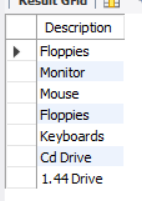 Result Grid
Description
Floppies
Monitor
Mouse
Floppies
Keyboards
Cd Drive
1.44 Drive